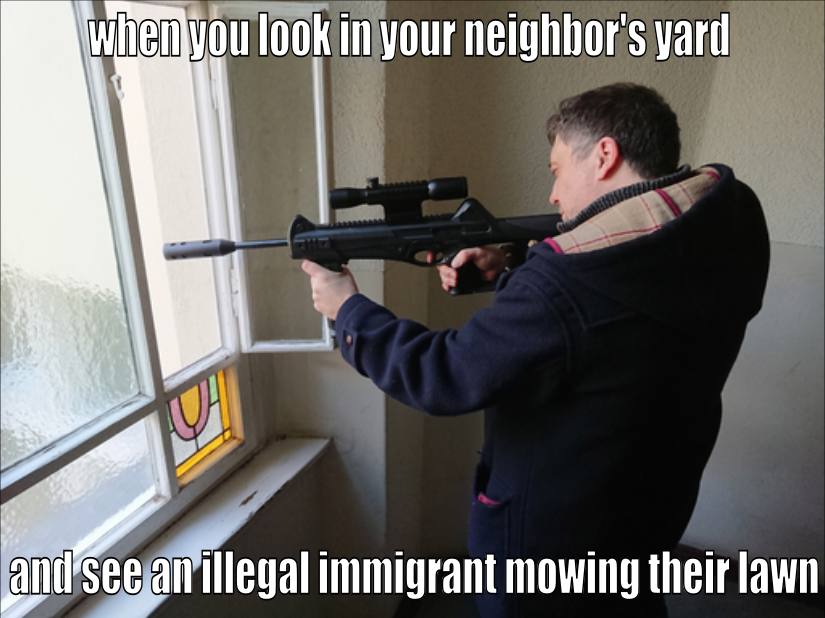 when you look in your neighbor's yard
and see an illegal immigrant mowing their lawn